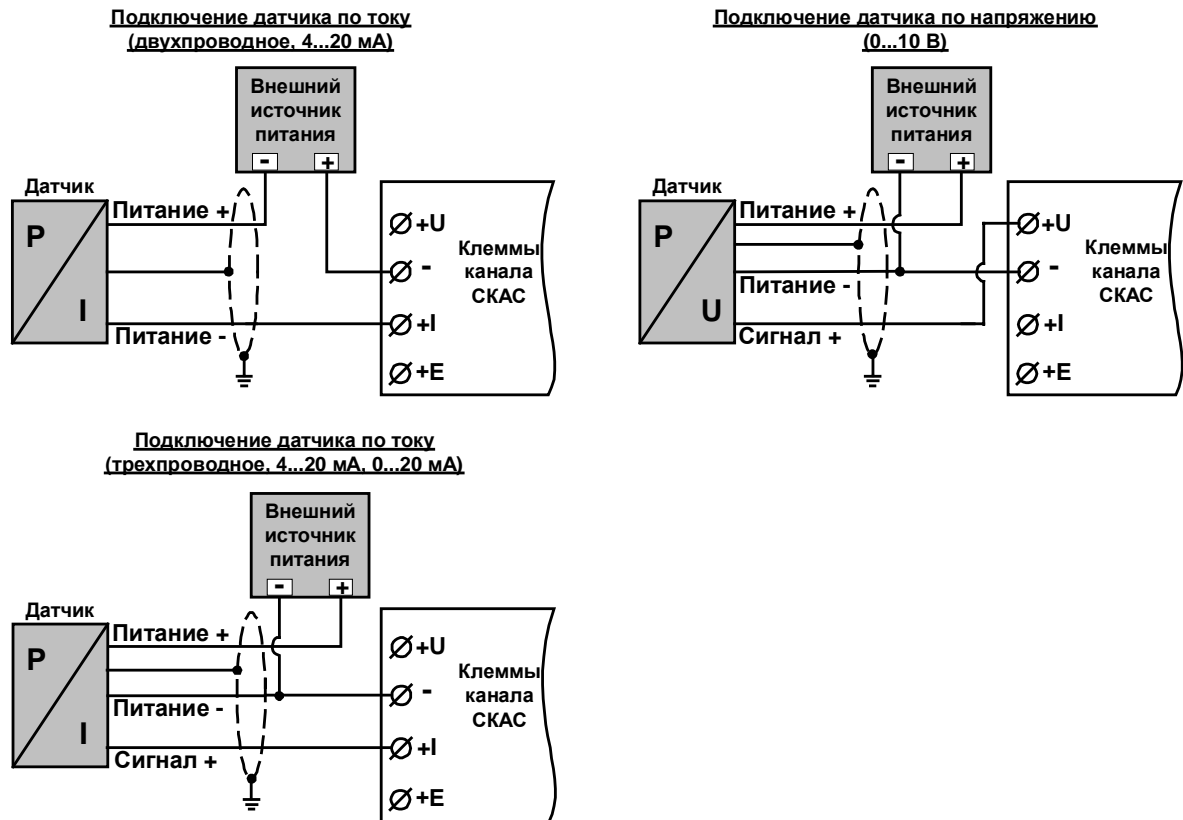 Подключение датчика по току
(двухпроводное, 4...20 мА)
Внешний
источник
питания
- +
Датчик
P
I
Питание +
Питание -
+U
-
+I
+E
Клеммы
канала
СКАС
Подключение датчика по напряжению
(0...10 В)
Внешний
источник
питания
- +
Датчик
P
U
Питание +
Питание -
Сигнал +
+U
-
+I
+E
Клеммы
канала
СКАС
Подключение датчика по току
(трехпроводное, 4...20 мА, 0...20 мА)
Внешний
источник
питания
- +
Датчик
P
I
Питание +
Питание -
Сигнал +
+U
-
+I
+E
Клеммы
канала
СКАС